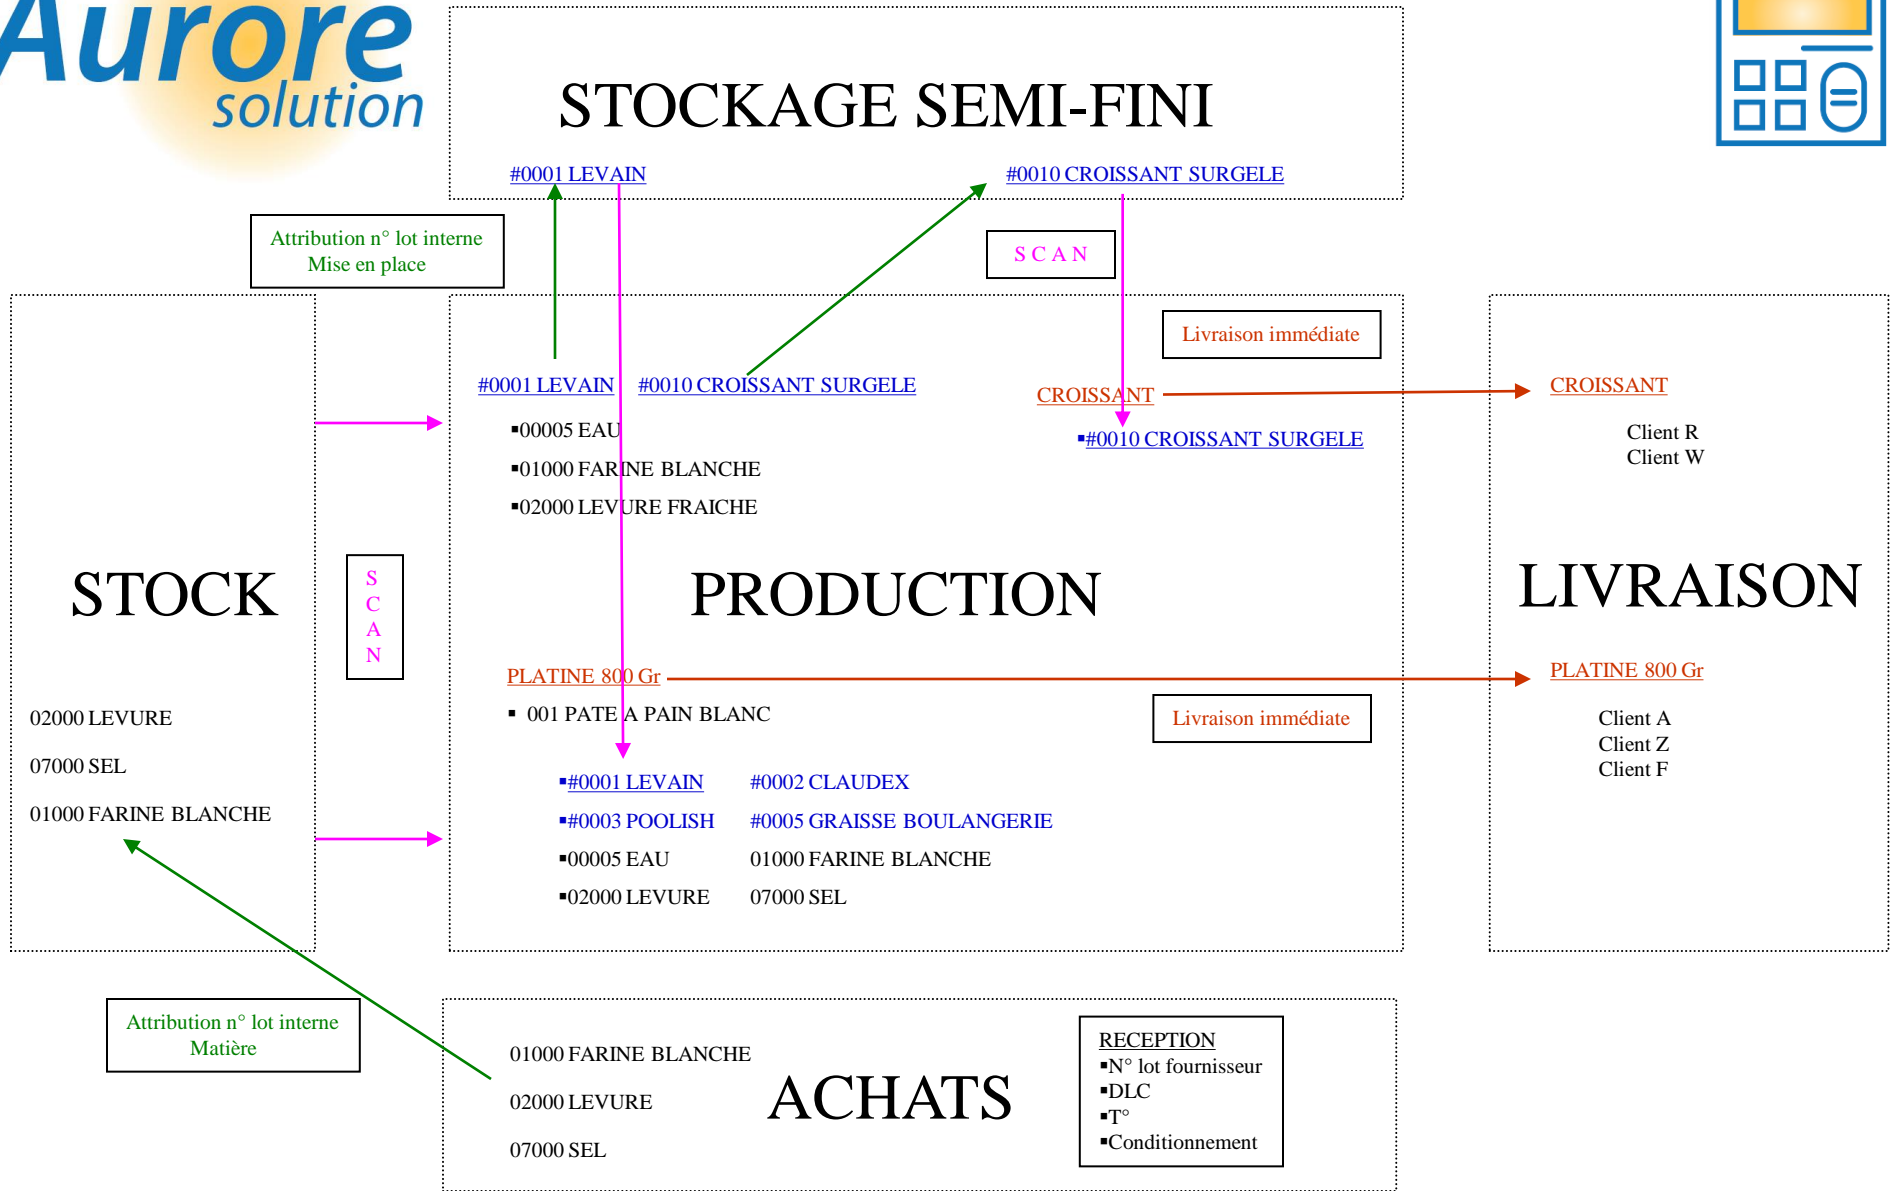 Aurore
solution
STOCKAGE SEMI-FINI
#0001 LEVAIN
#0010 CROISSANT SURGELE
Attribution n° lot interne
Mise en place
S C A N
Livraison immédiate
#0001 LEVAIN
#0010 CROISSANT SURGELE
CROISSANT
▪00005 EAU
▪01000 FARINE BLANCHE
▪02000 LEVURE FRAICHE
▪#0010 CROISSANT SURGELE
CROISSANT
Client R
Client W
STOCK
S
C
A
N
PRODUCTION
LIVRAISON
02000 LEVURE
07000 SEL
01000 FARINE BLANCHE
PLATINE 800 Gr
▪ 001 PATE A PAIN BLANC
Livraison immédiate
▪#0001 LEVAIN #0002 CLAUDEX
▪#0003 POOLISH #0005 GRAISSE BOULANGERIE
▪00005 EAU 01000 FARINE BLANCHE
▪02000 LEVURE 07000 SEL
PLATINE 800 Gr
Client A
Client Z
Client F
Attribution n° lot interne
Matière
01000 FARINE BLANCHE
02000 LEVURE
07000 SEL
ACHATS
RECEPTION
▪N° lot fournisseur
▪DLC
▪T°
▪Conditionnement